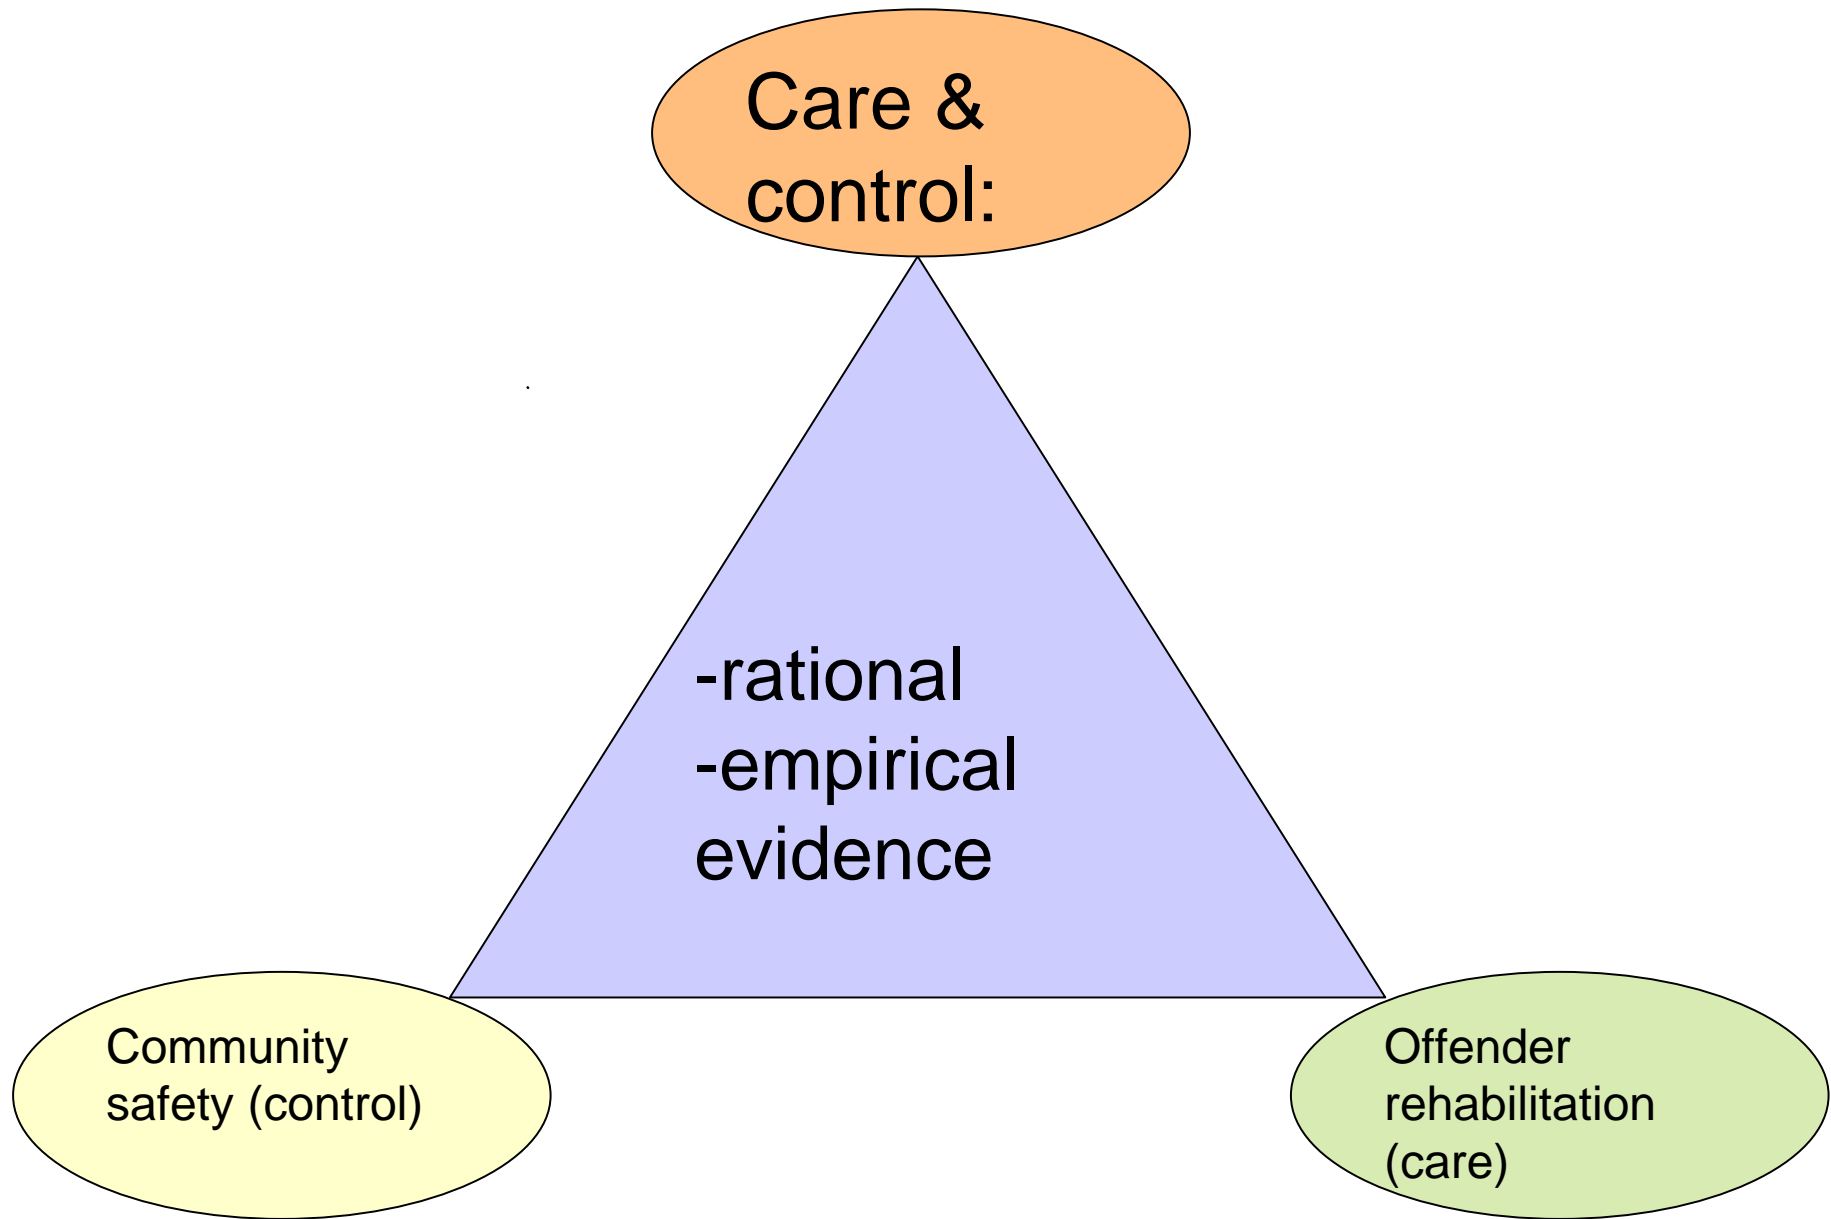 Care &
control:
-rational
-empirical
evidence
Community
safety (control)
Offender
rehabilitation
(care)